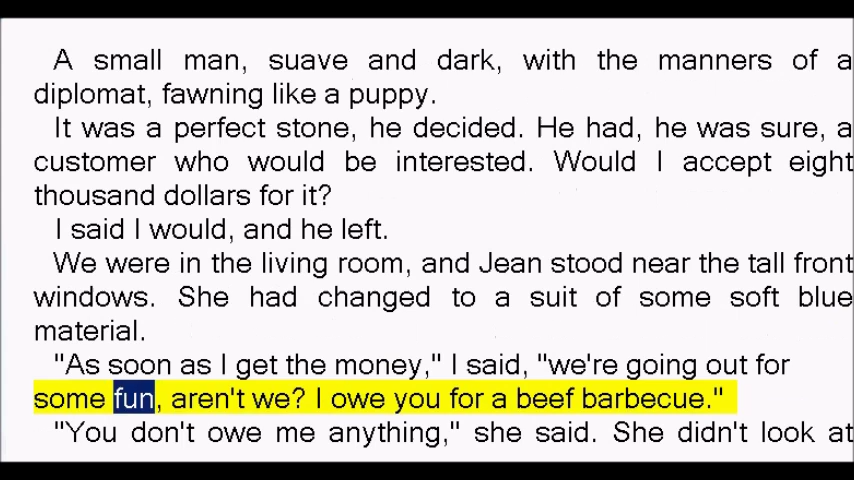 A small man, suave and dark, with the manners of a
diplomat, fawning like a puppy.
It was a perfect stone, he decided. He had, he was sure, a
customer who would be interested. Would I accept eight
thousand dollars for it?
I said I would, and he left.
We were in the living room, and Jean stood near the tall front
windows. She had changed to a suit of some soft blue
material.
"As soon as I get the money," I said, "we're going out for
some fun, aren't we? I owe you for a beef barbecue."
"You don't owe me anything," she said. She didn't look at